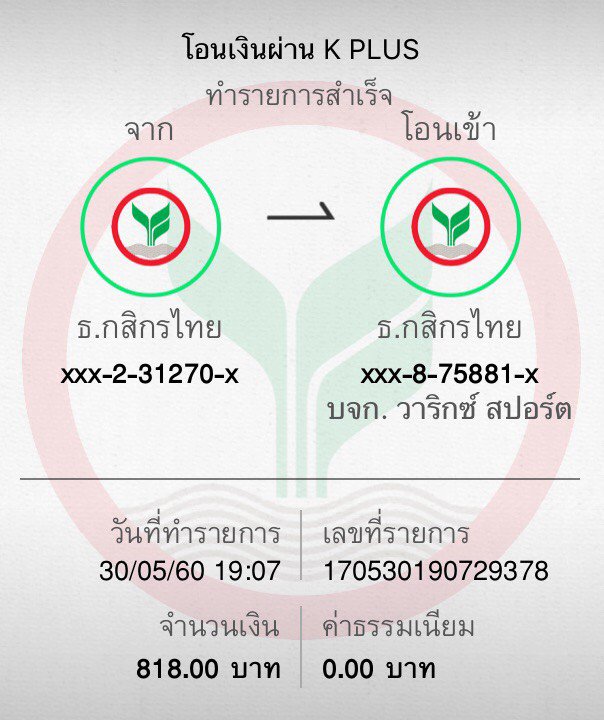 โอนเงินผ่าน K PLUS
ทำรายการสำเร็จ
จาก
โอนเข้า
ธ.กสิกรไทย
ธ.กสิกรไทย
xxx-2-31270-x
xxx-8-75881-x
บจก. วาริกซ์ สปอร์ต
วันที่ทำรายการ
เลขที่รายการ
30/05/60 19:07
170530190729378
จำนวนเงิน
ค่าธรรมเนียม
818.00 บาท
0.00 บาท